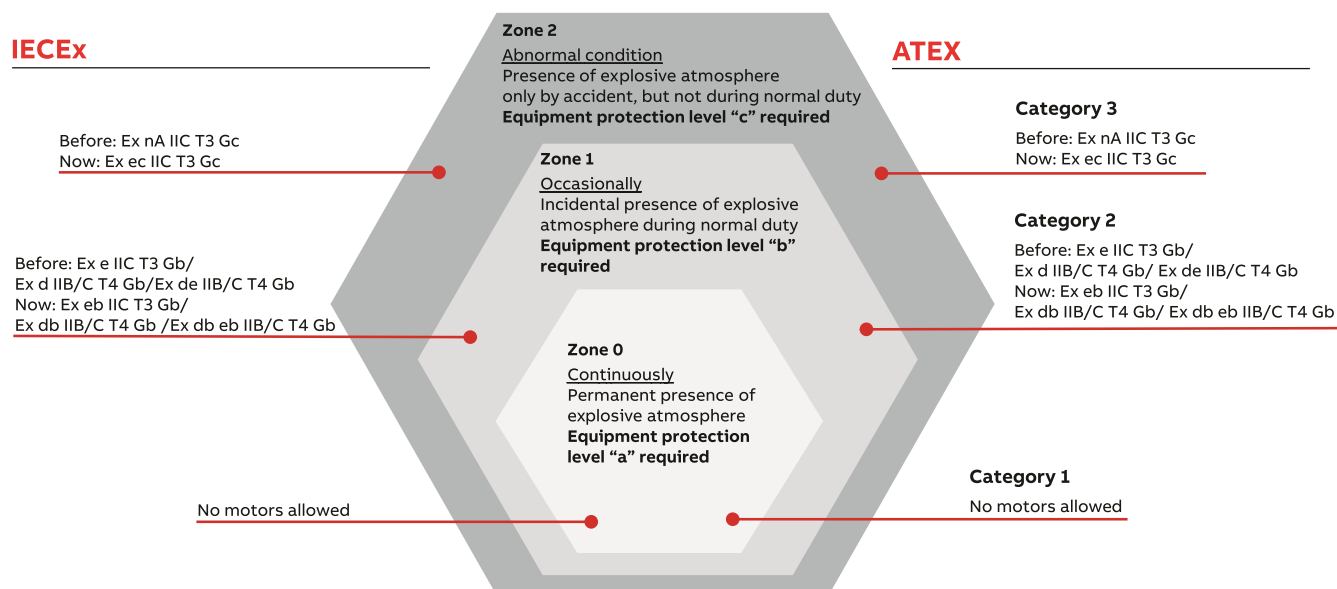 IECEx
Before: Ex nA IIC T3 Gc
Now: Ex ec IIC T3 Gc
Before: Ex e IIC T3 Gb/
Ex d IIB/C T4 Gb/Ex de IIB/C T4 Gb
Now: Ex eb IIC T3 Gb/
Ex db IIB/C T4 Gb /Ex db eb IIB/C T4 Gb
No motors allowed
Zone 2
Abnormal condition
Presence of explosive atmosphere
only by accident, but not during normal duty
Equipment protection level “c” required
Zone 1
Occasionally
Incidental presence of explosive
atmosphere during normal duty
Equipment protection level “b”
required
Zone 0
Continuously
Permanent presence of
explosive atmosphere
Equipment protection
level “a” required
ATEX
Category 3
Before: Ex nA IIC T3 Gc
Now: Ex ec IIC T3 Gc
Category 2
Before: Ex e IIC T3 Gb/
Ex d IIB/C T4 Gb/ Ex de IIB/C T4 Gb
Now: Ex eb IIC T3 Gb/
Ex db IIB/C T4 Gb/ Ex db eb IIB/C T4 Gb
Category 1
No motors allowed